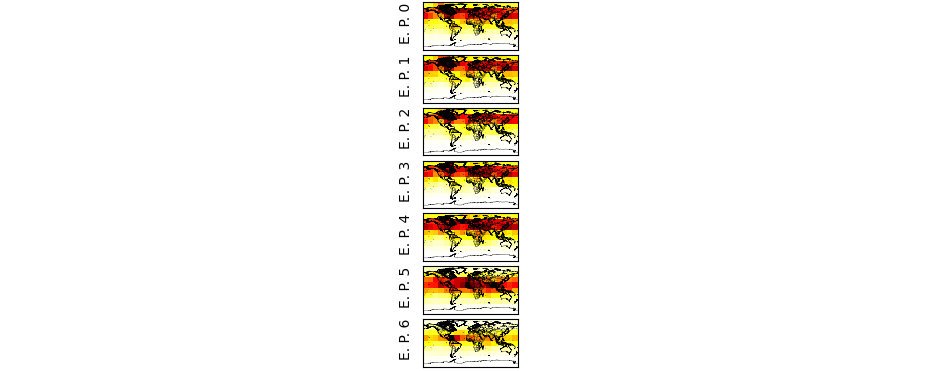 E. P. 0
E. P. 1
E. P. 2
E. P. 3
E. P. 4
E. P. 5
E. P. 6